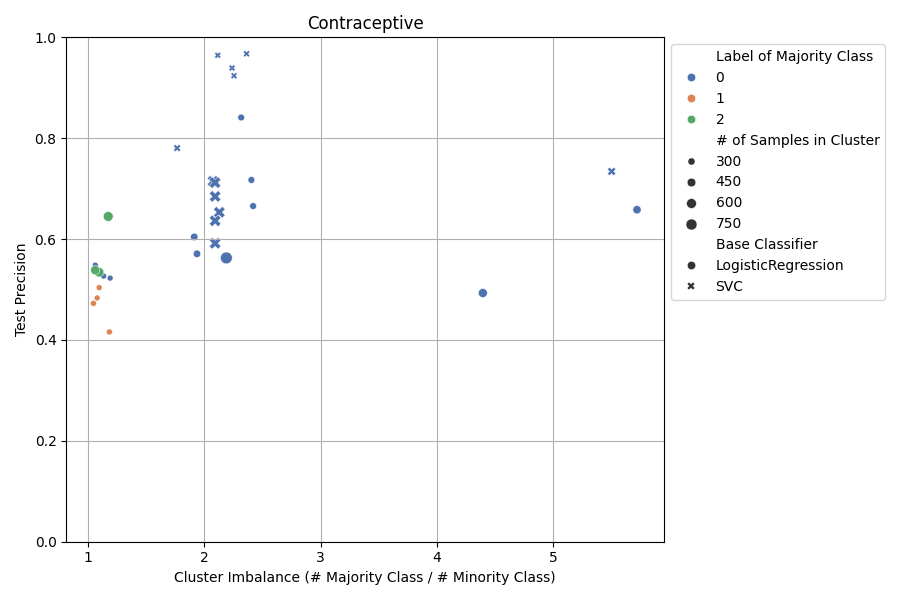 Contraceptive
Test Precision
1.0
0.8
0.6
0.4
0.2
0.0
1
2
3
4
5
Cluster Imbalance (# Majority Class / # Minority Class)
Label of Majority Class
0
1
2
# of Samples in Cluster
300
450
600
750
Base Classifier
LogisticRegression
SVC